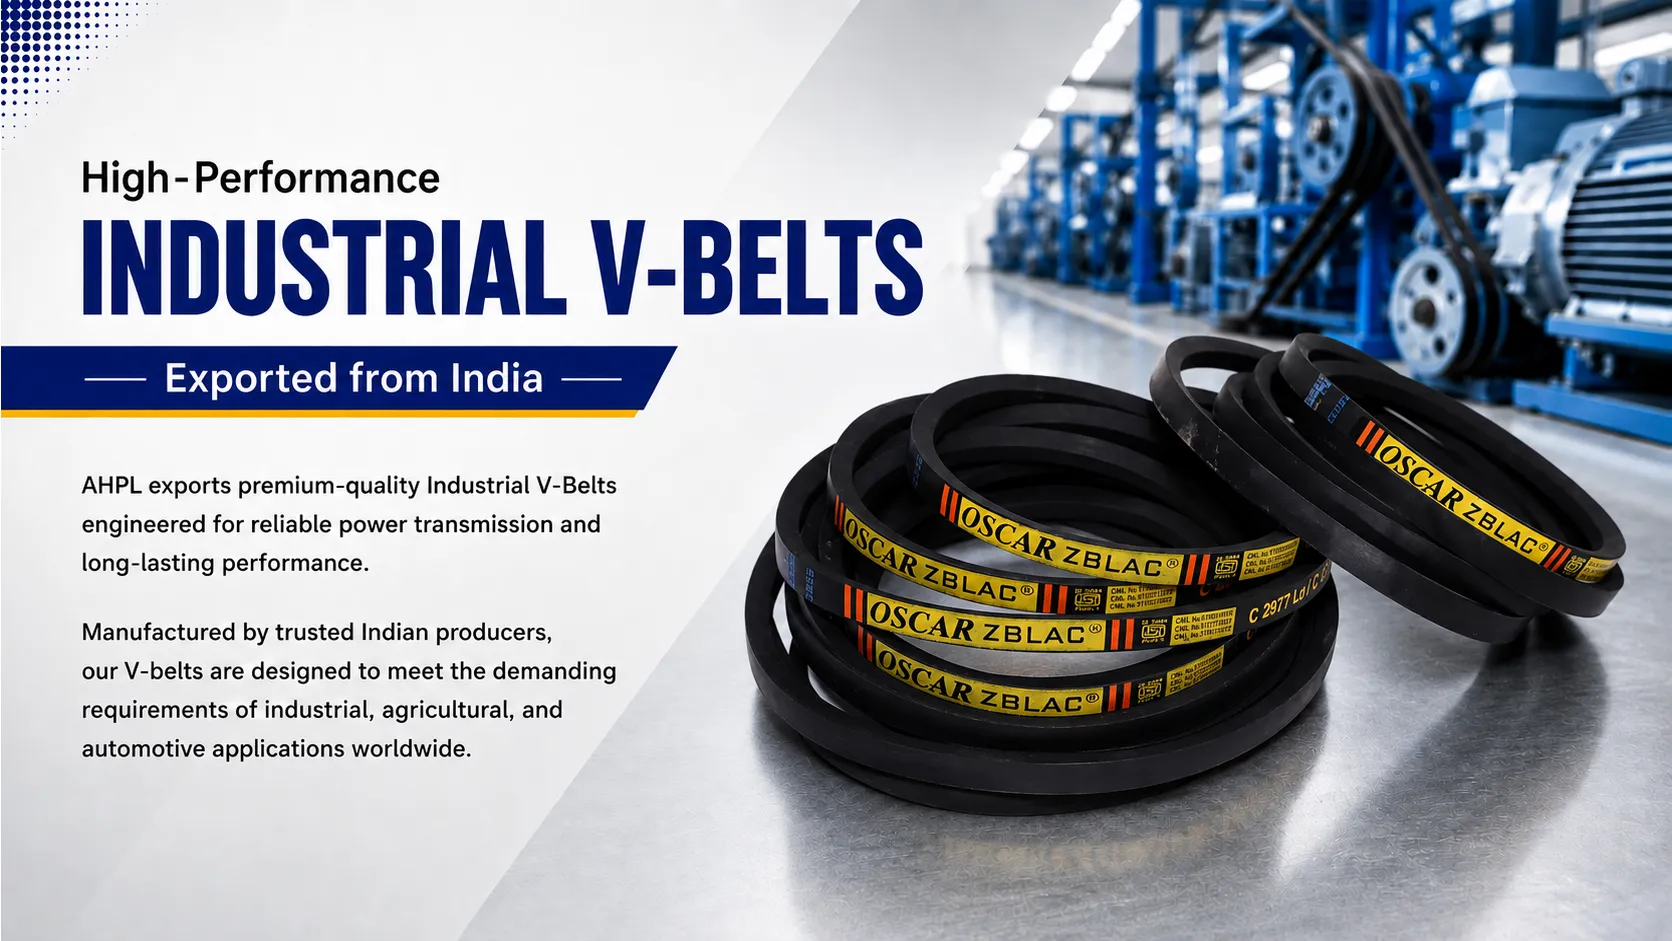 High-Performance
INDUSTRIAL V-BELTS
Exported from India
AHPL exports premium-quality Industrial V-Belts
engineered for reliable power transmission and
long-lasting performance.
Manufactured by trusted Indian producers,
our V-belts are designed to meet the demanding
requirements of industrial, agricultural, and
automotive applications worldwide.
OSCAR ZBLAC®
OSCAR ZBLAC®
OSCAR ZBLAC®
C 2977 Ld / C
OSCAR ZBLAC®
OSCAR ZBLAC®